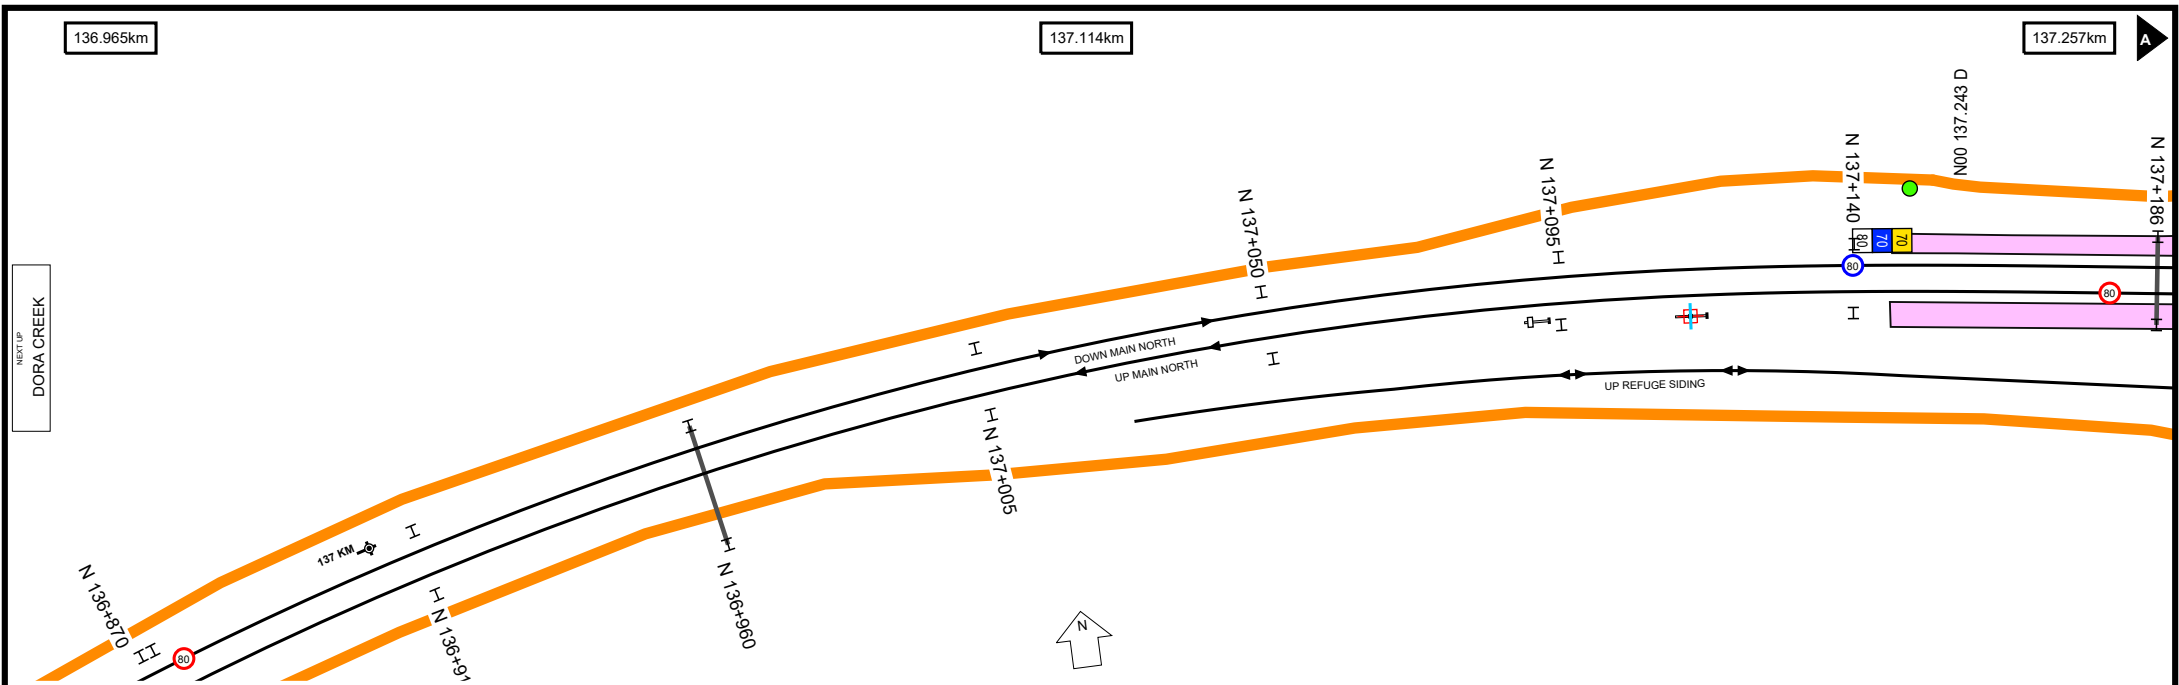 136.965km
137.114km
137.257km
A
N00 137.243 D
N 137+140
N 137+186
N 137+095
N 137+050
80
70
70
80
80
NEXT UP
DORA CREEK
DOWN MAIN NORTH
UP MAIN NORTH
UP REFUGE SIDING
N 137+005
137 KM
N 136+870
N 136+960
N 136+91
80
N